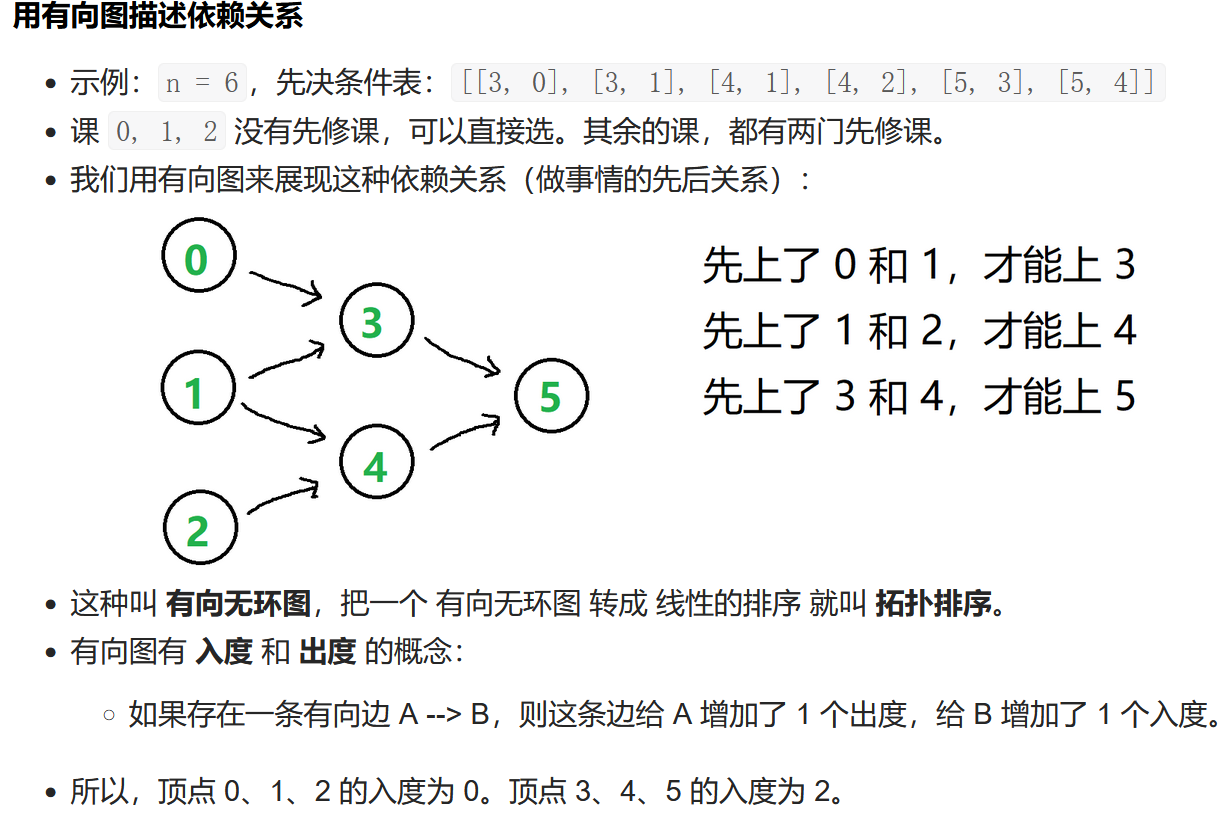 用有向图描述依赖关系
示例：n = 6，先决条件表：[[3, 0], [3, 1], [4, 1], [4, 2], [5, 3], [5, 4]]
课 0, 1, 2 没有先修课，可以直接选。其余的课，都有两门先修课。
我们用有向图来展现这种依赖关系（做事情的先后关系）：
0
3
1
5
4
2
先上了 0 和 1，才能上 3
先上了 1 和 2，才能上 4
先上了 3 和 4，才能上 5
这种叫 有向无环图，把一个 有向无环图 转成 线性的排序 就叫 拓扑排序。
有向图有 入度 和 出度 的概念：
如果存在一条有向边 A --> B，则这条边给 A 增加了 1 个出度，给 B 增加了 1 个入度。
所以，顶点 0、1、2 的入度为 0。顶点 3、4、5 的入度为 2。